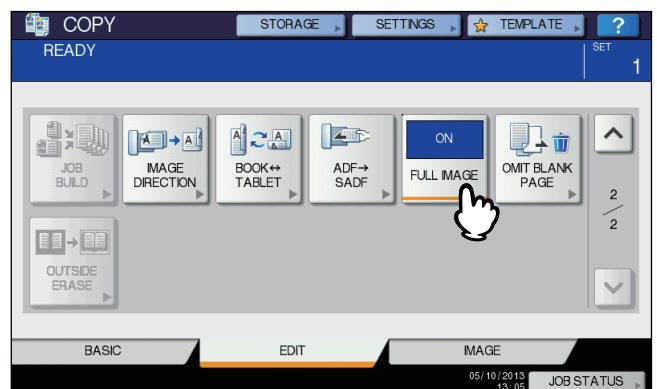 COPY
STORAGE
SETTINGS
TEMPLATE
?
READY
SET
1
JOB
BUILD
IMAGE
DIRECTION
BOOK↔
TABLET
ADF→
SADF
ON
FULL IMAGE
OMIT BLANK
PAGE
2
2
OUTSIDE
ERASE
BASIC
EDIT
IMAGE
05/10/2013
13:05
JOB STATUS